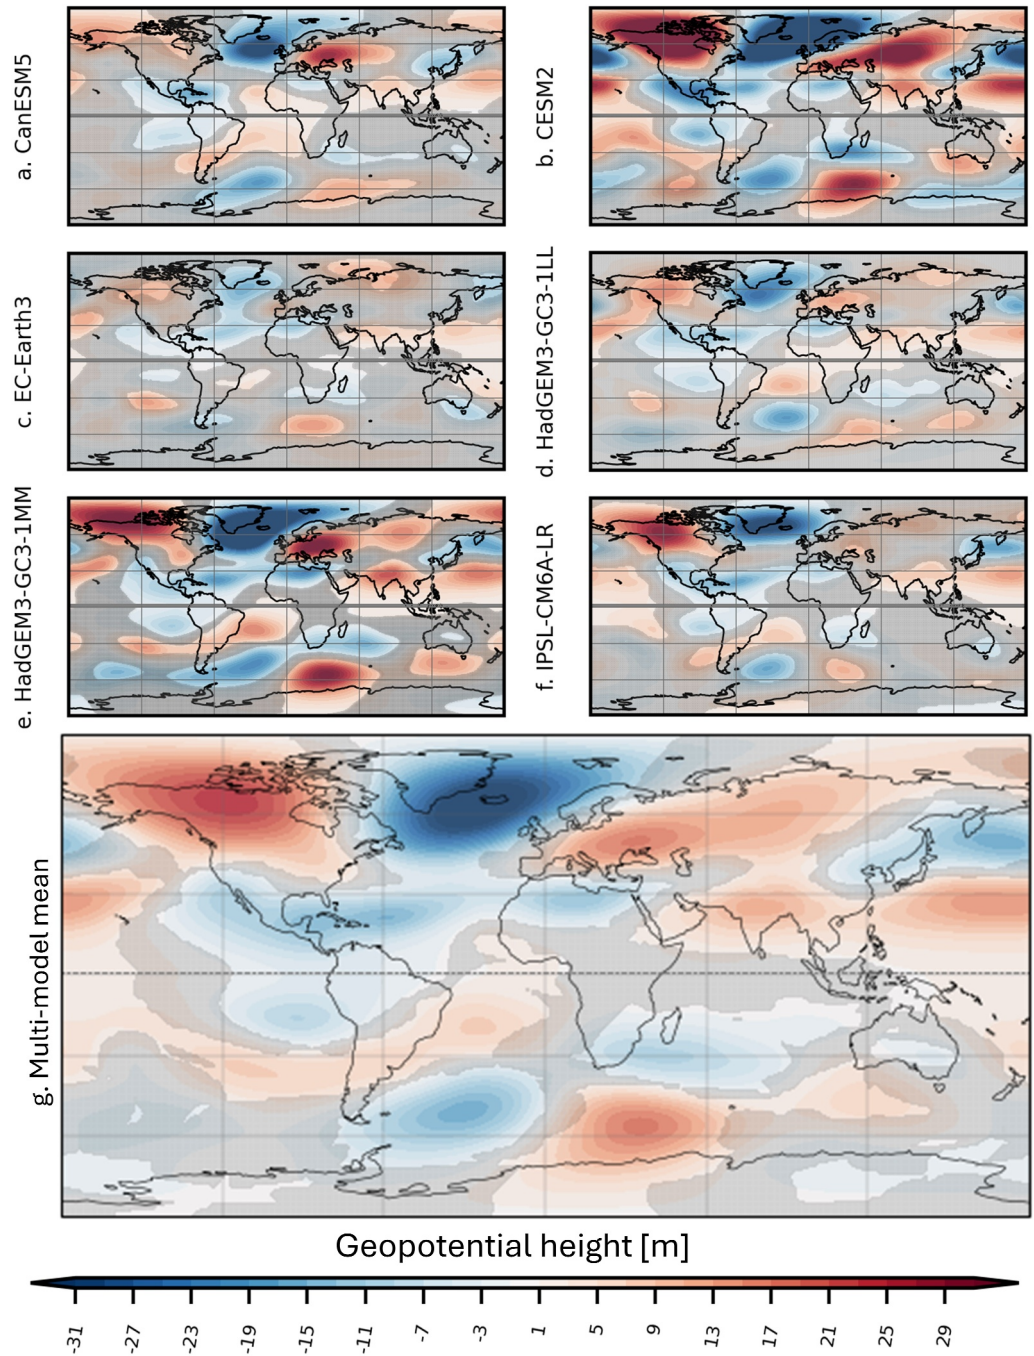 a. CanESM5
b. CESM2
c. EC-Earth3
d. HadGEM3-GC3-1LL
e. HadGEM3-GC3-1MM
f. IPSL-CM6A-LR
g. Multi-model mean
Geopotential height [m]
-31 -27 -23 -19 -15 -11 -7 -3 1 5 9 13 17 21 25 29